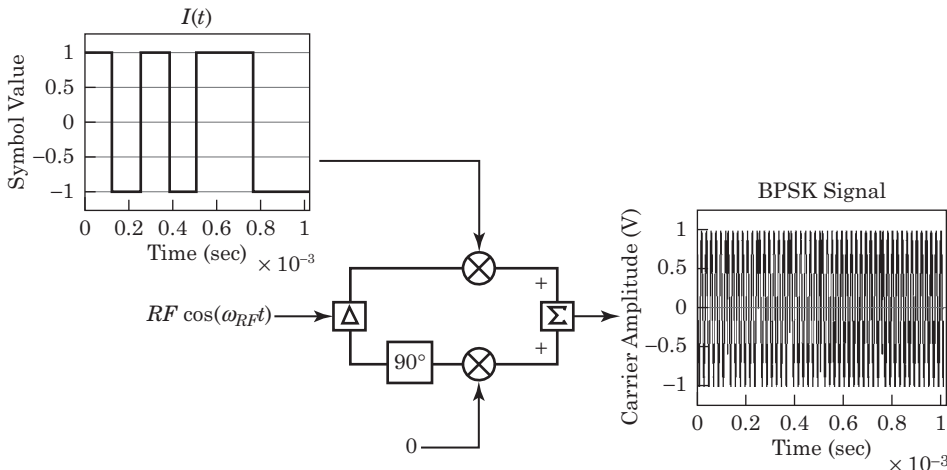 I(t)
Symbol Value
1
0.5
0
−0.5
−1
0 0.2 0.4 0.6 0.8 1
Time (sec)
× 10⁻³
RF cos(ω_RF t)
Δ
90°
0
+
+
Σ
BPSK Signal
Carrier Amplitude (V)
1
0.5
0
−0.5
−1
0 0.2 0.4 0.6 0.8 1
Time (sec)
× 10⁻³